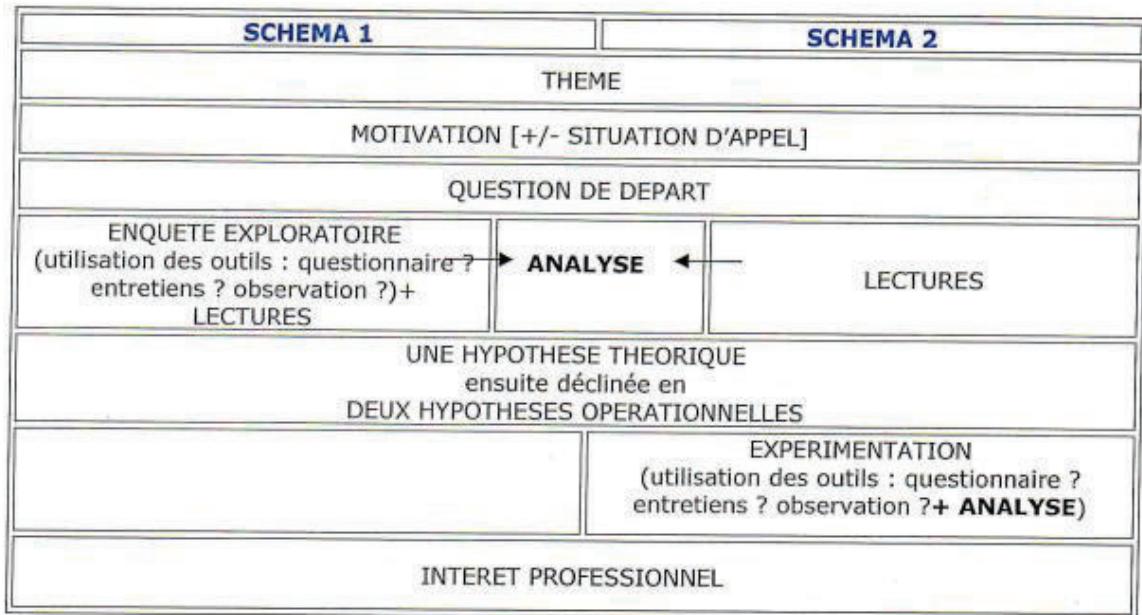 SCHEMA 1
SCHEMA 2
THEME
MOTIVATION [+/- SITUATION D'APPEL]
QUESTION DE DEPART
ENQUETE EXPLORATOIRE
(utilisation des outils : questionnaire ?
entretiens ? observation ?)+
LECTURES
ANALYSE
LECTURES
UNE HYPOTHESE THEORIQUE
ensuite déclinée en
DEUX HYPOTHESES OPERATIONNELLES
EXPERIMENTATION
(utilisation des outils : questionnaire ?
entretiens ? observation ?+ ANALYSE)
INTERET PROFESSIONNEL